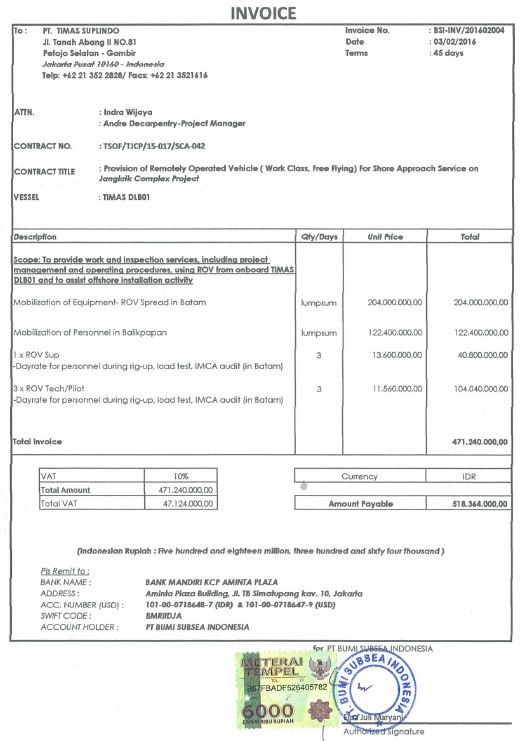 INVOICE
To : PT. TIMAS SUPLINDO Invoice No. : BSI-INV/201602004
Jl. Tanah Abang II NO.81 Date : 03/02/2016
Petojo Selatan - Gambir Terms : 45 days
Jakarta Pusat 10160 - Indonesia
Telp: +62 21 352 2828/ Facs: +62 21 3521616
ATTN. : Indra Wijaya
: Andre Decarpentry-Project Manager
CONTRACT NO. : TSOF/TJCP/15-017/SCA-042
CONTRACT TITLE : Provision of Remotely Operated Vehicle ( Work Class, Free Flying) For Shore Approach Service on
Jangkrik Complex Project
VESSEL : TIMAS DLB01
Description Qty/Days Unit Price Total
Scope: To provide work and inspection services, including project
management and operating procedures, using ROV from onboard TIMAS
DLB01 and to assist offshore installation activity
Mobilization of Equipment- ROV Spread in Batam lumpsum 204.000.000,00 204.000.000,00
Mobilization of Personnel in Balikpapan lumpsum 122.400.000,00 122.400.000,00
1 x ROV Sup 3 13.600.000,00 40.800.000,00
-Dayrate for personnel during rig-up, load test, IMCA audit (in Batam)
3 x ROV Tech/Pilot 3 11.560.000,00 104.040.000,00
-Dayrate for personnel during rig-up, load test, IMCA audit (in Batam)
Total Invoice 471.240.000,00
VAT 10% Currency IDR
Total Amount 471.240.000,00
Total VAT 47.124.000,00 Amount Payable 518.364.000,00
(Indonesian Rupiah : Five hundred and eighteen million, three hundred and sixty four thousand )
Pls Remit to :
BANK NAME : BANK MANDIRI KCP AMINTA PLAZA
ADDRESS : Aminta Plaza Building, Jl. TB Simatupang kav. 10, Jakarta
ACC. NUMBER (USD) : 101-00-0718648-7 (IDR) & 101-00-0718647-9 (USD)
SWIFT CODE : BMRIIDJA
ACCOUNT HOLDER : PT BUMI SUBSEA INDONESIA
for PT BUMI SUBSEA INDONESIA
METERAI
TEMPEL
B67FBADF526405782
6000
ENAM RIBU RUPIAH
BUMI SUBSEA INDONESIA
Juli Maryani
Authorized Signature